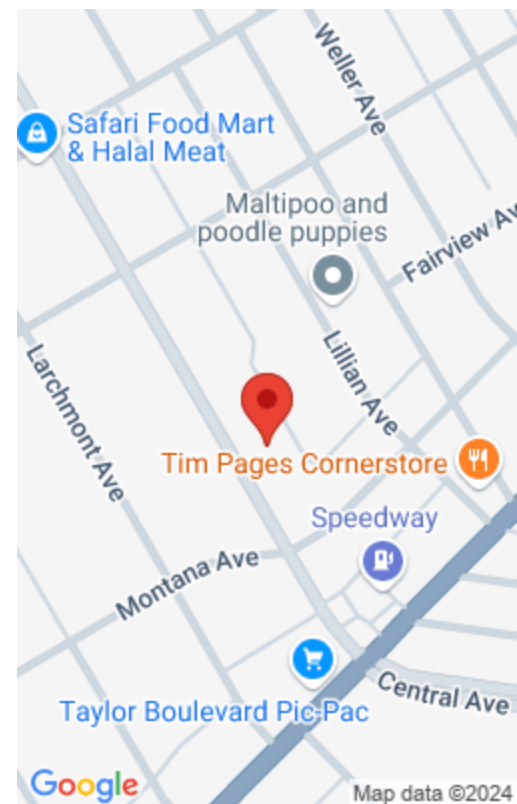 Weller Ave
Safari Food Mart
& Halal Meat
Maltipoo and
poodle puppies
Fairview Av
Larchmont Ave
Lillian Ave
Tim Pages Cornerstore
Speedway
Montana Ave
Taylor Boulevard Pic-Pac
Central Ave
Google
Map data ©2024